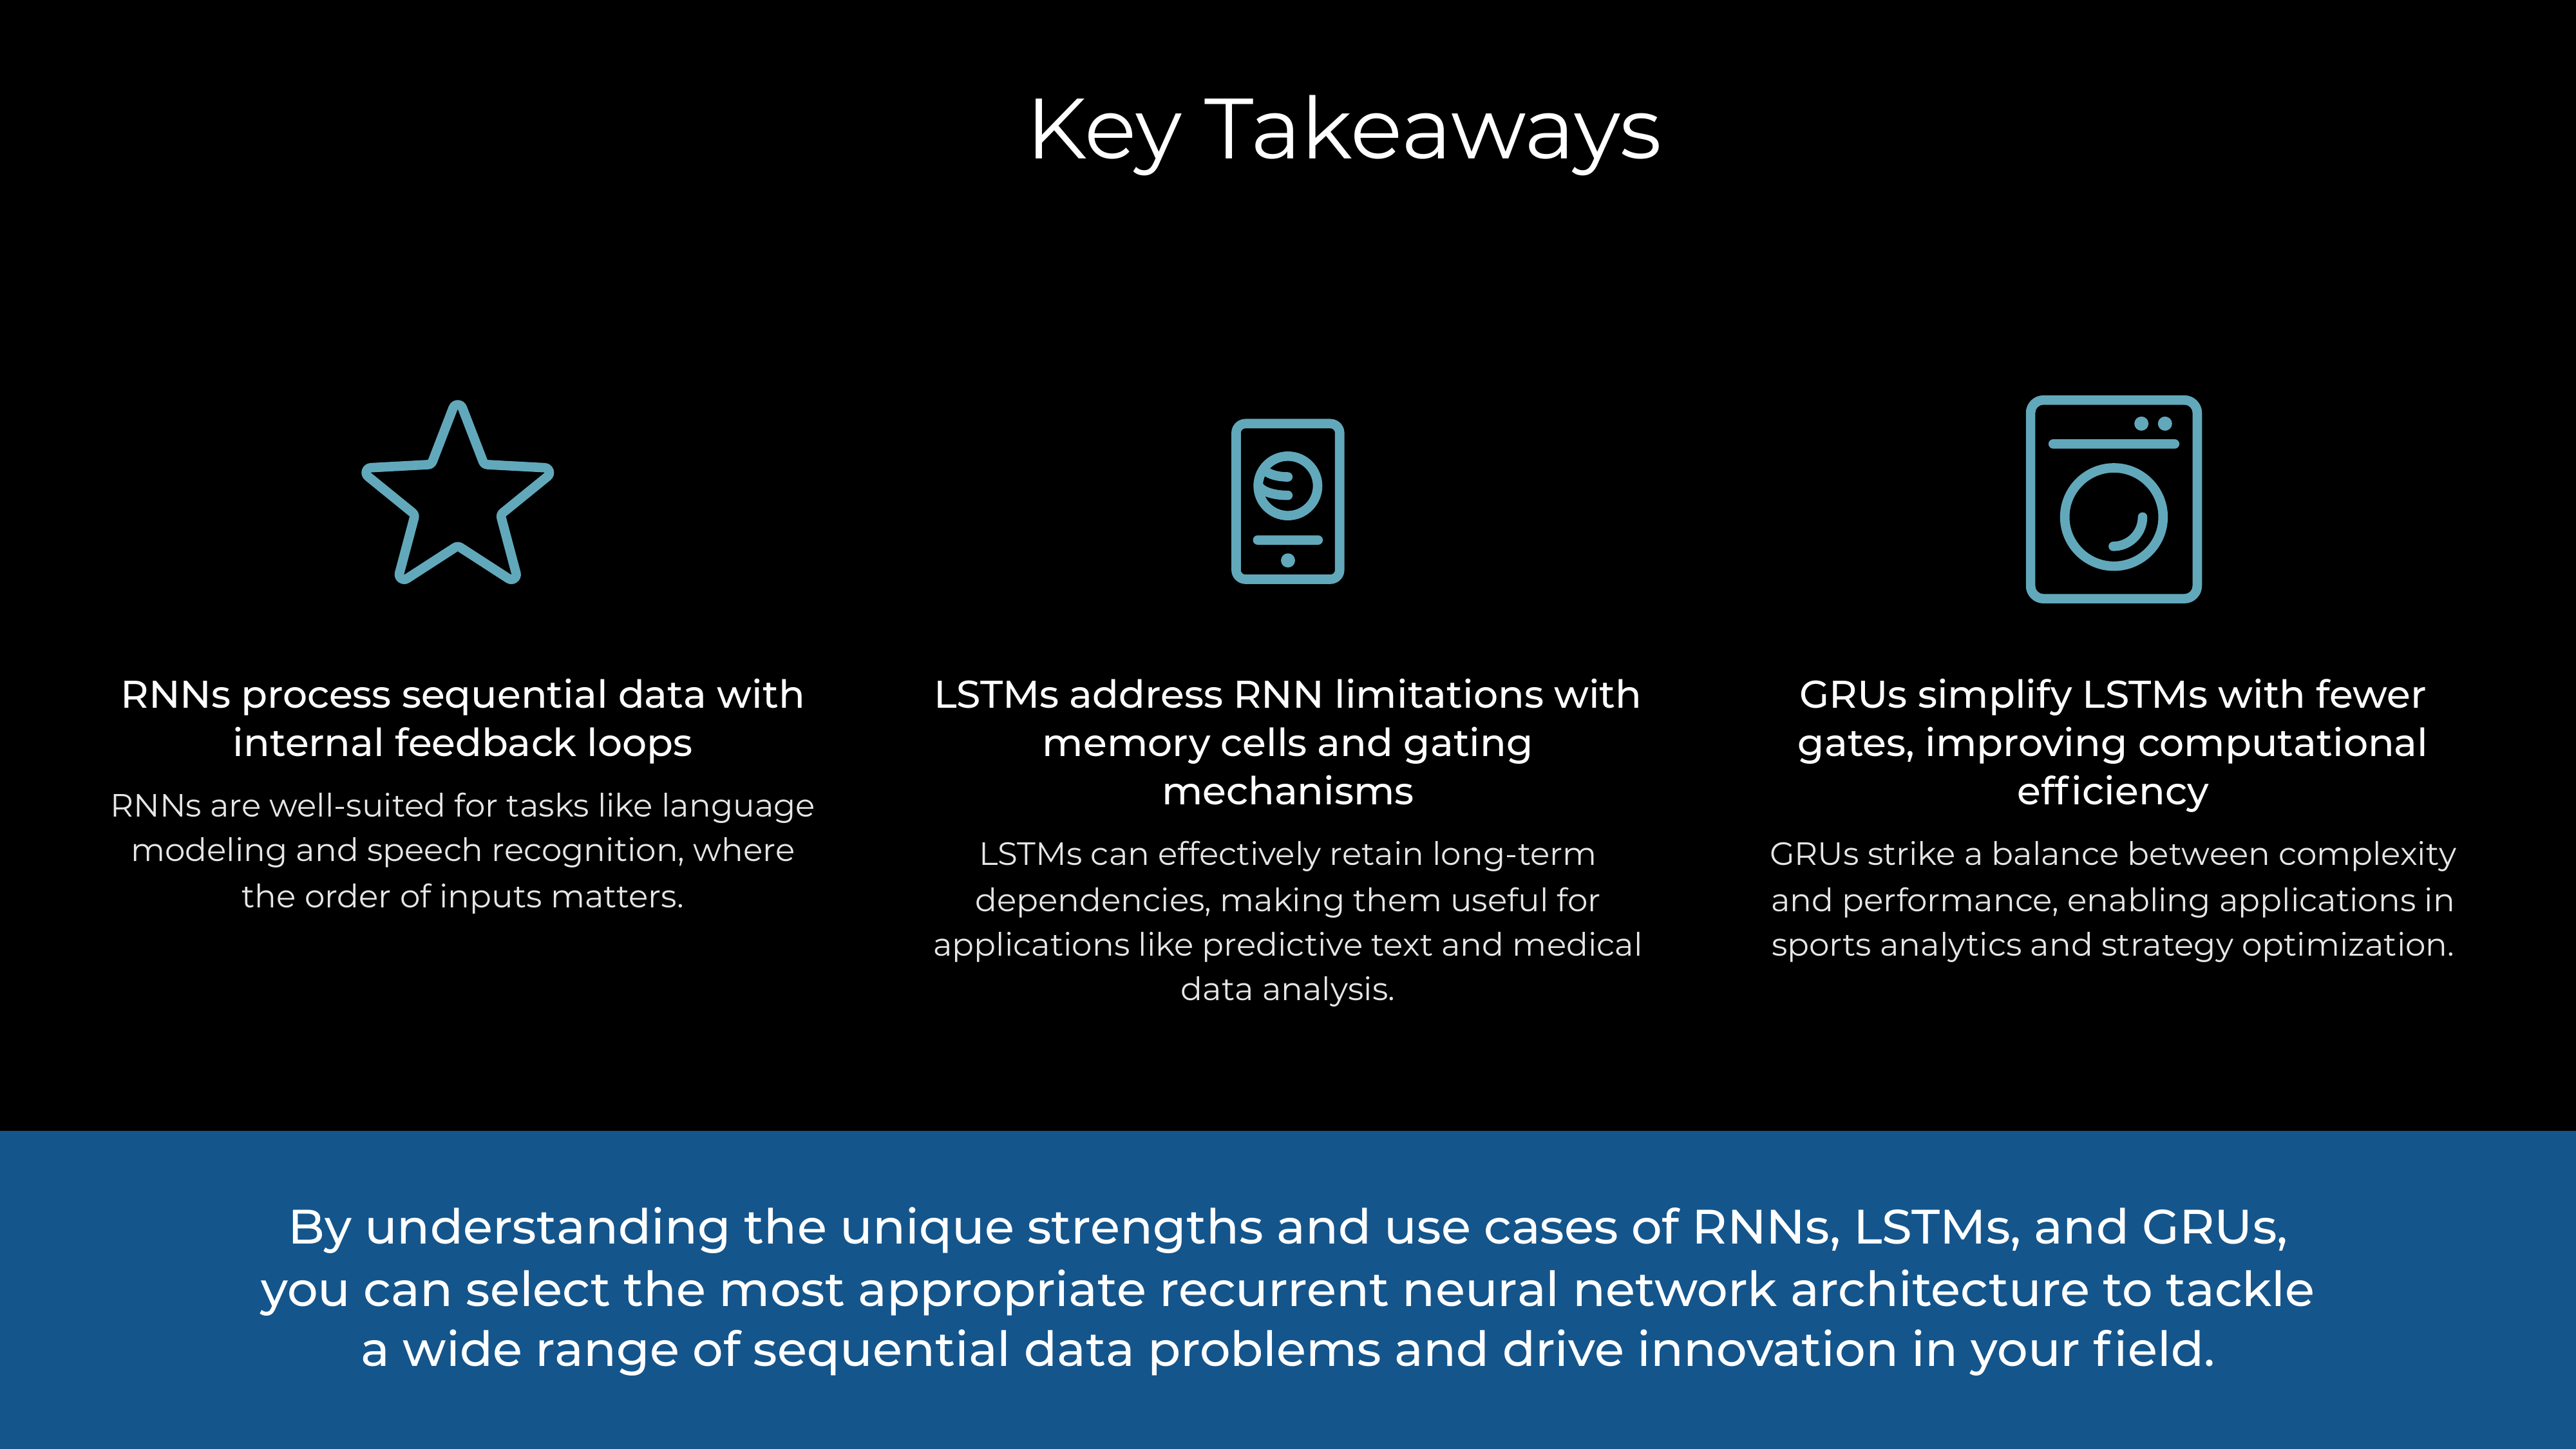 Key Takeaways
RNNs process sequential data with
internal feedback loops
RNNs are well-suited for tasks like language
modeling and speech recognition, where
the order of inputs matters.
LSTMs address RNN limitations with
memory cells and gating
mechanisms
LSTMs can effectively retain long-term
dependencies, making them useful for
applications like predictive text and medical
data analysis.
GRUs simplify LSTMs with fewer
gates, improving computational
efficiency
GRUs strike a balance between complexity
and performance, enabling applications in
sports analytics and strategy optimization.
By understanding the unique strengths and use cases of RNNs, LSTMs, and GRUs,
you can select the most appropriate recurrent neural network architecture to tackle
a wide range of sequential data problems and drive innovation in your field.